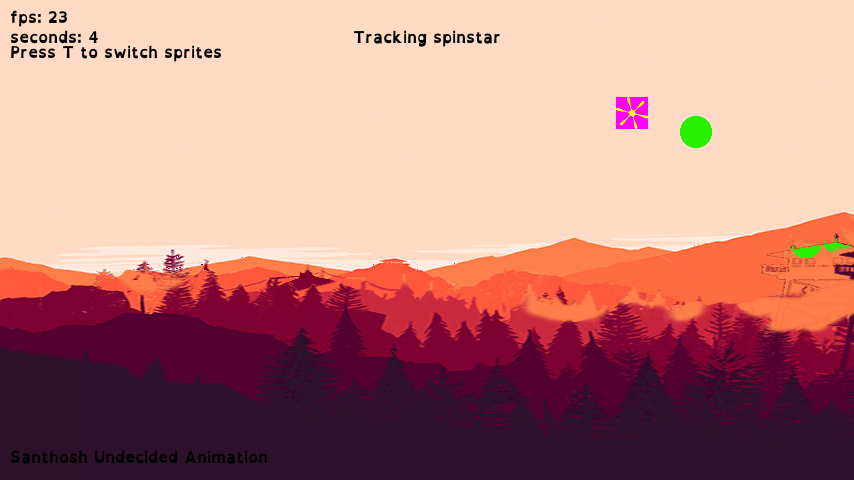 fps: 23
seconds: 4
Tracking spinstar
Press T to switch sprites
Santhosh Undecided Animation